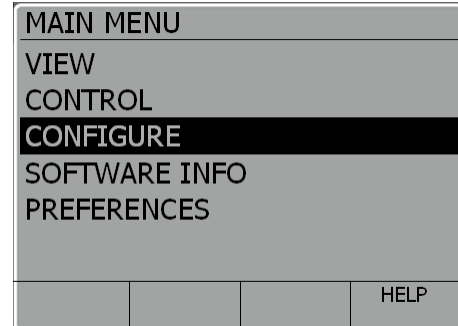 MAIN MENU
VIEW
CONTROL
CONFIGURE
SOFTWARE INFO
PREFERENCES
HELP